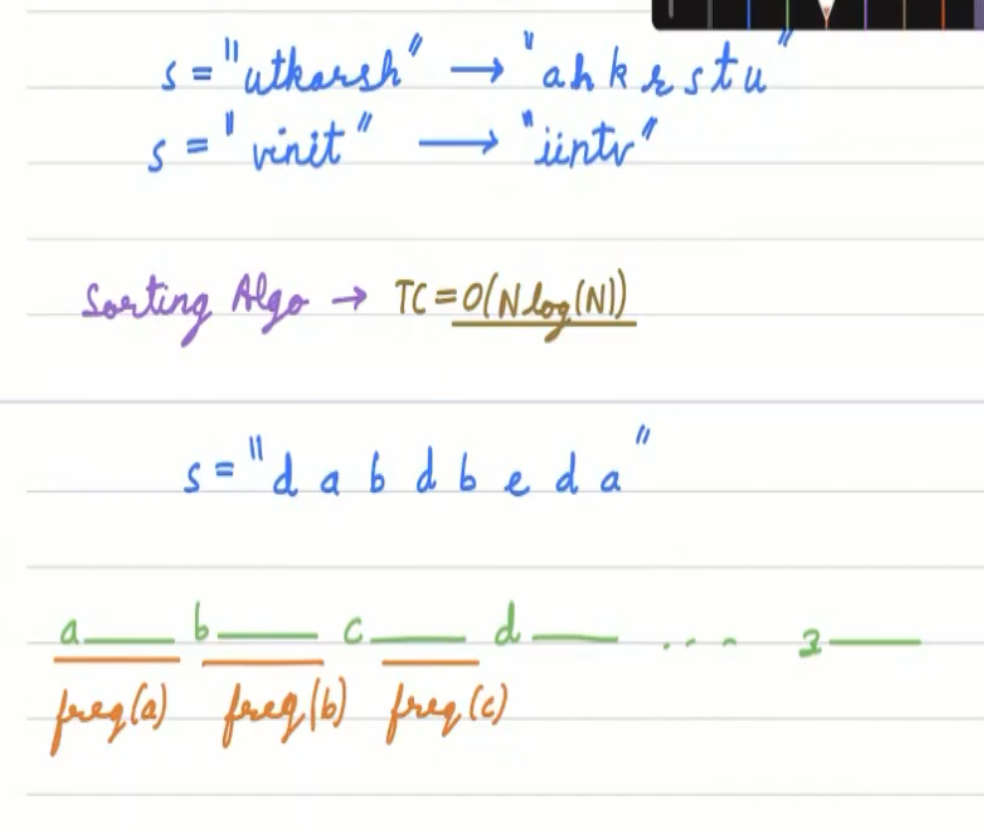 s = "utkarsh" → "ahkrstu"
s = "vinit" → "iintv"
Sorting Algo → TC = O(N log(N))
s = "d a b d b e d a"
a___ b___ c___ d___ . . - - z___
freq(a) freq(b) freq(c)